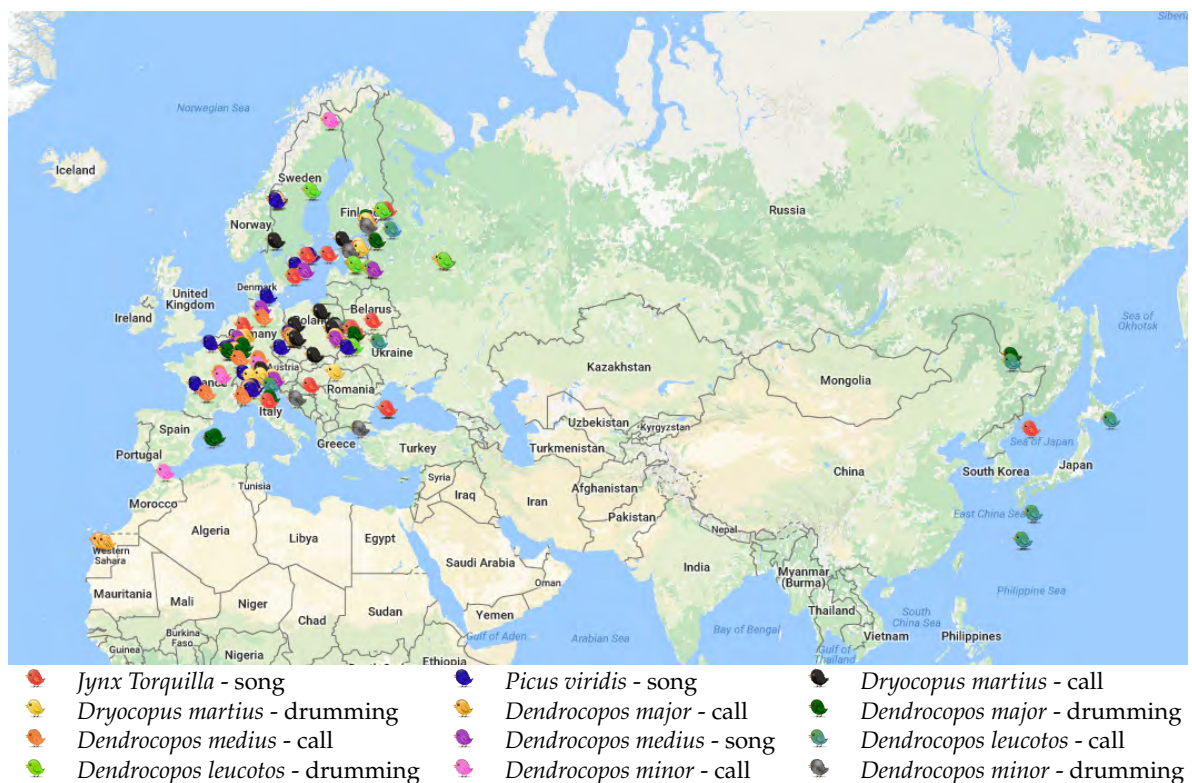 Siberia
Norwegian Sea
Iceland
Sweden
Russia
Norway
Sea of
Okhotsk
Denmark
United
Kingdom
Ireland
Belarus
Ukraine
Austria
Kazakhstan
Mongolia
Romania
Italy
Spain
Greece
Turkey
Uzbekistan
Kyrgyzstan
Turkmenistan
Sea of Japan
Portugal
South Korea
Japan
China
Tunisia
Syria
Iraq
Iran
Afghanistan
Morocco
Pakistan
East China Sea
Algeria
Libya
Egypt
Nepal
Western
Sahara
Saudi Arabia
India
Myanmar
(Burma)
Oman
Philippine Sea
Mauritania
Mali
Niger
Chad
Sudan
Yemen
Thailand
South
China Sea
Gulf of Aden
Arabian Sea
Bay of Bengal
Vietnam
Philippines
Burkina
Faso
Guinea
Nigeria
Ethiopia
Gulf of
Thailand
Jynx Torquilla - song
Picus viridis - song
Dryocopus martius - call
Dryocopus martius - drumming
Dendrocopos major - call
Dendrocopos major - drumming
Dendrocopos medius - call
Dendrocopos medius - song
Dendrocopos leucotos - call
Dendrocopos leucotos - drumming
Dendrocopos minor - call
Dendrocopos minor - drumming